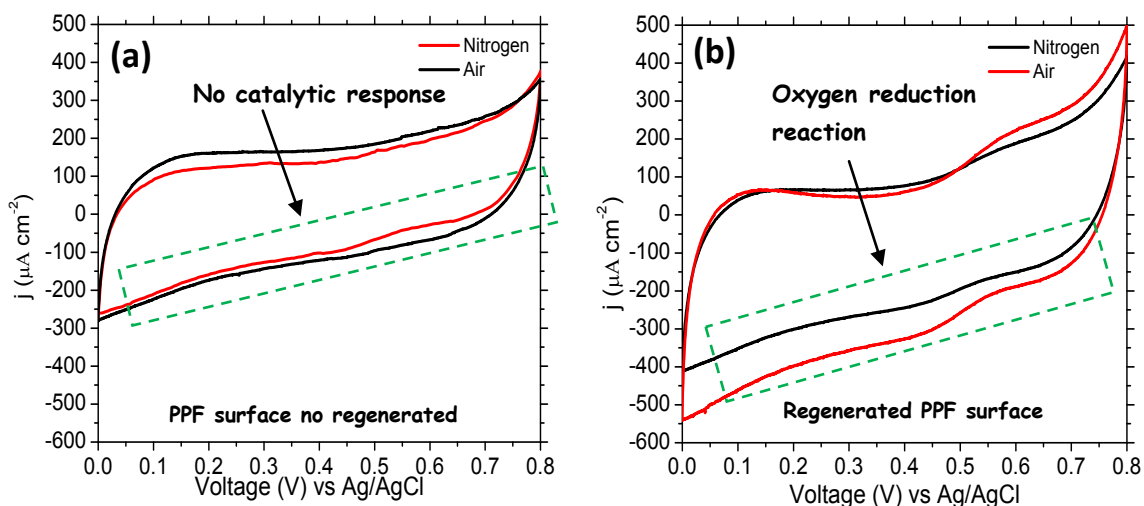 (a)
Nitrogen
Air
No catalytic response
PPF surface no regenerated
500
400
300
200
100
0
-100
-200
-300
-400
-500
-600
j (μA cm-2)
0.0 0.1 0.2 0.3 0.4 0.5 0.6 0.7 0.8
Voltage (V) vs Ag/AgCl
(b)
Nitrogen
Air
Oxygen reduction
reaction
Regenerated PPF surface
500
400
300
200
100
0
-100
-200
-300
-400
-500
-600
j (μA cm-2)
0.0 0.1 0.2 0.3 0.4 0.5 0.6 0.7 0.8
Voltage (V) vs Ag/AgCl